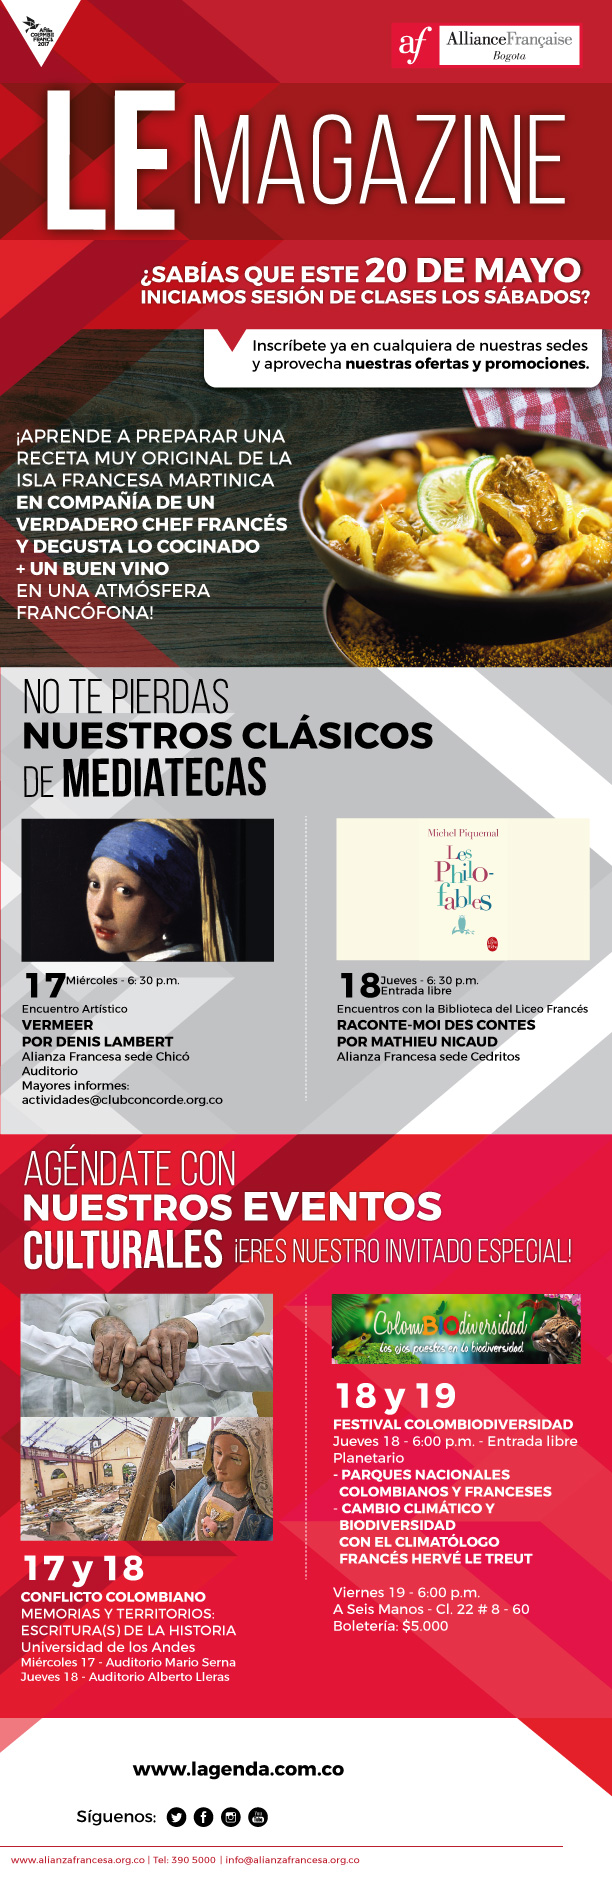 AÑO
COLOMBIA
FRANCE
2017
af
AllianceFrançaise
Bogota
LE MAGAZINE
¿SABÍAS QUE ESTE 20 DE MAYO
INICIAMOS SESIÓN DE CLASES LOS SÁBADOS?
Inscríbete ya en cualquiera de nuestras sedes
y aprovecha nuestras ofertas y promociones.
¡APRENDE A PREPARAR UNA
RECETA MUY ORIGINAL DE LA
ISLA FRANCESA MARTINICA
EN COMPAÑÍA DE UN
VERDADERO CHEF FRANCÉS
Y DEGUSTA LO COCINADO
+ UN BUEN VINO
EN UNA ATMÓSFERA
FRANCÓFONA!
NO TE PIERDAS
NUESTROS CLÁSICOS
DE MEDIATECAS
17 Miércoles - 6: 30 p.m.
Encuentro Artístico
VERMEER
POR DENIS LAMBERT
Alianza Francesa sede Chicó
Auditorio
Mayores informes:
actividades@clubconcorde.org.co
Michel Piquemal
Les
Philo-
fables
18 Jueves - 6: 30 p.m.
Entrada libre
Encuentros con la Biblioteca del Liceo Francés
RACONTE-MOI DES CONTES
POR MATHIEU NICAUD
Alianza Francesa sede Cedritos
AGÉNDATE CON
NUESTROS EVENTOS
CULTURALES ¡ERES NUESTRO INVITADO ESPECIAL!
17 y 18
CONFLICTO COLOMBIANO
MEMORIAS Y TERRITORIOS:
ESCRITURA(S) DE LA HISTORIA
Universidad de los Andes
Miércoles 17 - Auditorio Mario Serna
Jueves 18 - Auditorio Alberto Lleras
ColomBIOdiversidad
los ojos puestos en la biodiversidad
18 y 19
FESTIVAL COLOMBIODIVERSIDAD
Jueves 18 - 6:00 p.m. - Entrada libre
Planetario
- PARQUES NACIONALES
COLOMBIANOS Y FRANCESES
- CAMBIO CLIMÁTICO Y
BIODIVERSIDAD
CON EL CLIMATÓLOGO
FRANCÉS HERVÉ LE TREUT
Viernes 19 - 6:00 p.m.
A Seis Manos - Cl. 22 # 8 - 60
Boletería: $5.000
www.lagenda.com.co
Síguenos:
www.alianzafrancesa.org.co | Tel: 390 5000 | info@alianzafrancesa.org.co